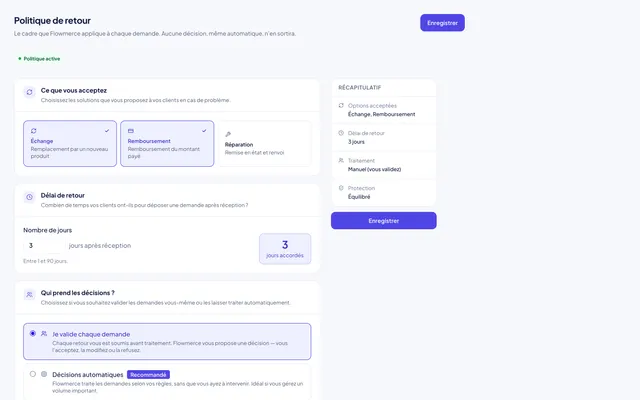 Politique de retour
Le cadre que Flowmerce applique à chaque demande. Aucune décision, même automatique, n'en sortira.
Enregistrer
Politique active
Ce que vous acceptez
Choisissez les solutions que vous proposez à vos clients en cas de problème.
Échange
Remplacement par un nouveau
produit
Remboursement
Remboursement du montant
payé
Réparation
Remise en état et renvoi
Délai de retour
Combien de temps vos clients ont-ils pour déposer une demande après réception ?
Nombre de jours
3 jours après réception
Entre 1 et 90 jours.
3
jours accordés
Qui prend les décisions ?
Choisissez si vous souhaitez valider les demandes vous-même ou les laisser traiter automatiquement.
Je valide chaque demande
Chaque retour vous est soumis avant traitement. Flowmerce vous propose une décision — vous
l'acceptez, la modifiez ou la refusez.
Décisions automatiques Recommandé
Flowmerce traite les demandes selon vos règles, sans que vous ayez à intervenir. Idéal si vous gérez un
volume important.
RÉCAPITULATIF
Options acceptées
Échange, Remboursement
Délai de retour
3 jours
Traitement
Manuel (vous validez)
Protection
Équilibré
Enregistrer